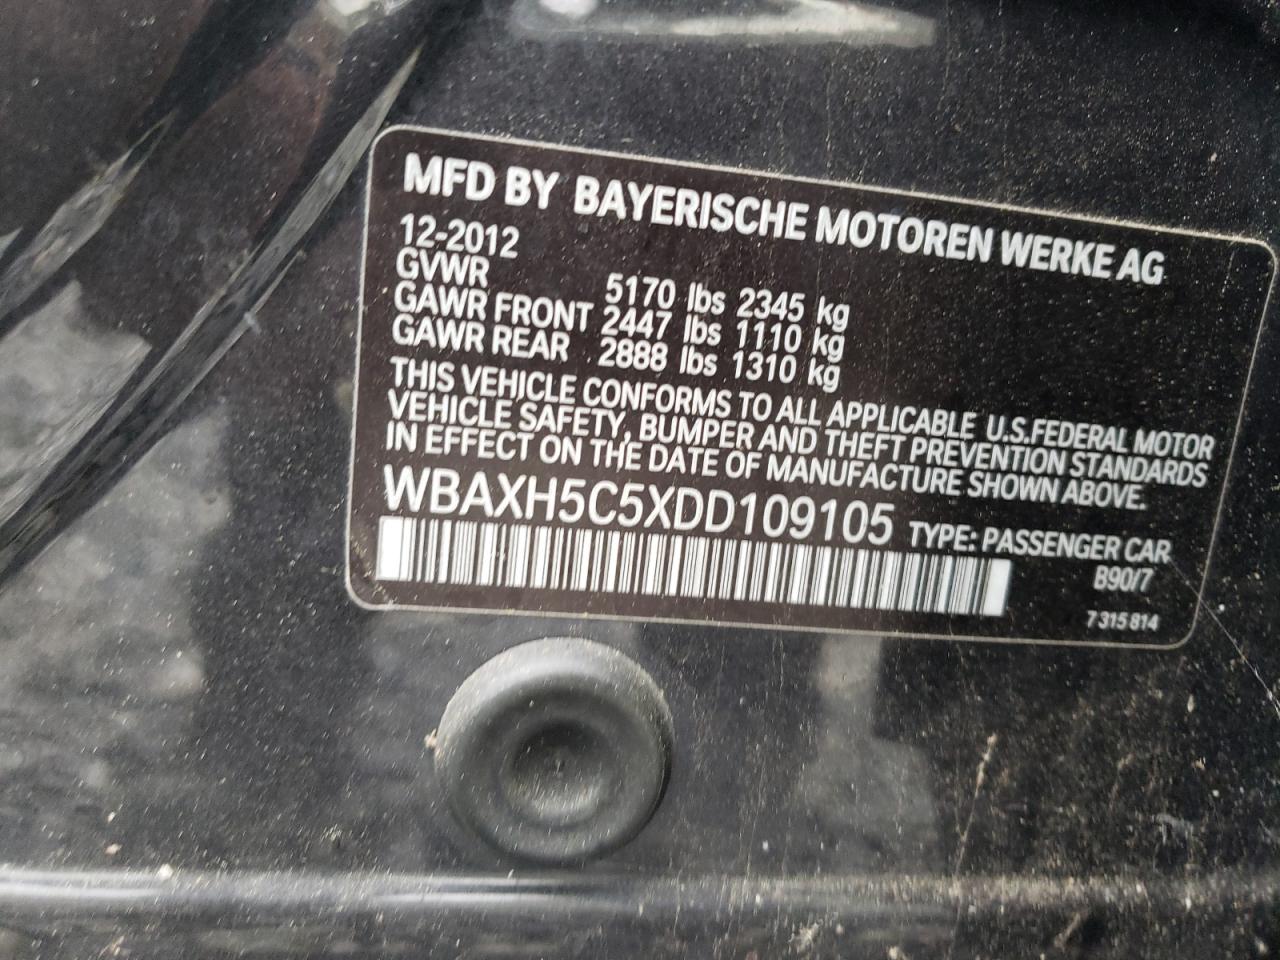 MFD BY BAYERISCHE MOTOREN WERKE AG
12-2012
GVWR 5170 lbs 2345 kg
GAWR FRONT 2447 lbs 1110 kg
GAWR REAR 2888 lbs 1310 kg
THIS VEHICLE CONFORMS TO ALL APPLICABLE U.S.FEDERAL MOTOR
VEHICLE SAFETY, BUMPER AND THEFT PREVENTION STANDARDS
IN EFFECT ON THE DATE OF MANUFACTURE SHOWN ABOVE.
WBAXH5C5XDD109105 TYPE: PASSENGER CAR
B90/7
7 315 814